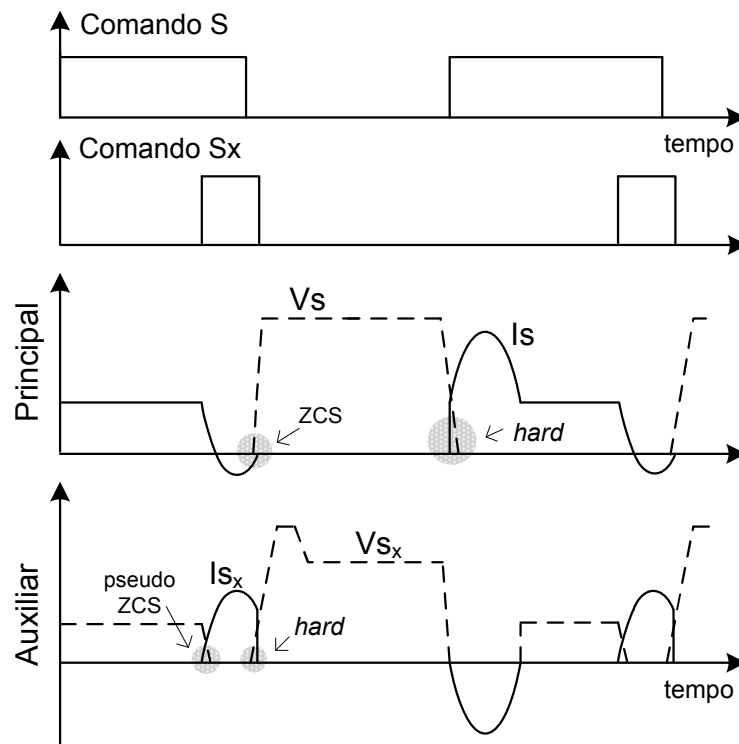 Comando S
tempo
Comando Sx
Principal
Vs
Is
ZCS
hard
Auxiliar
pseudo
ZCS
Isx
Vsx
hard
tempo